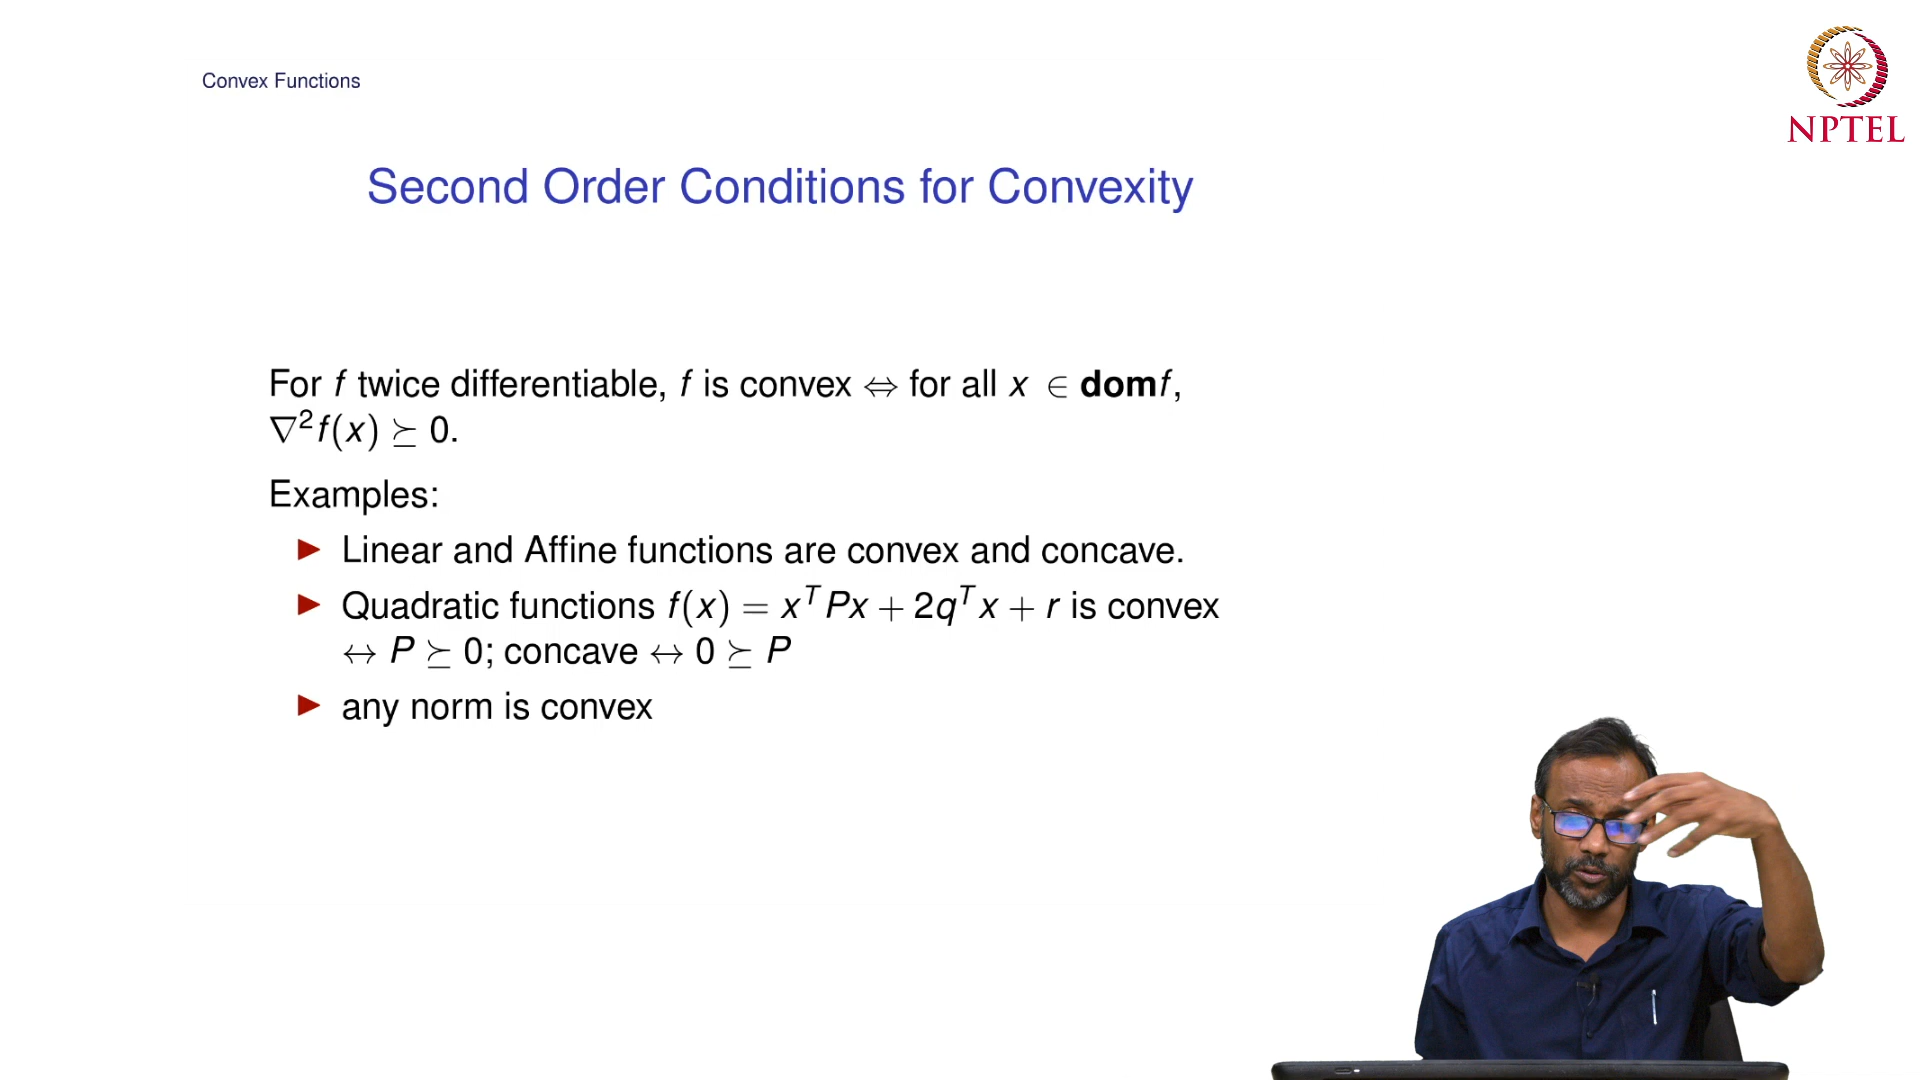 Convex Functions
NPTEL
Second Order Conditions for Convexity
For f twice differentiable, f is convex ⇔ for all x ∈ domf,
∇²f(x) ⪰ 0.
Examples:
Linear and Affine functions are convex and concave.
Quadratic functions f(x) = xᵀPx + 2qᵀx + r is convex
↔ P ⪰ 0; concave ↔ 0 ⪰ P
any norm is convex